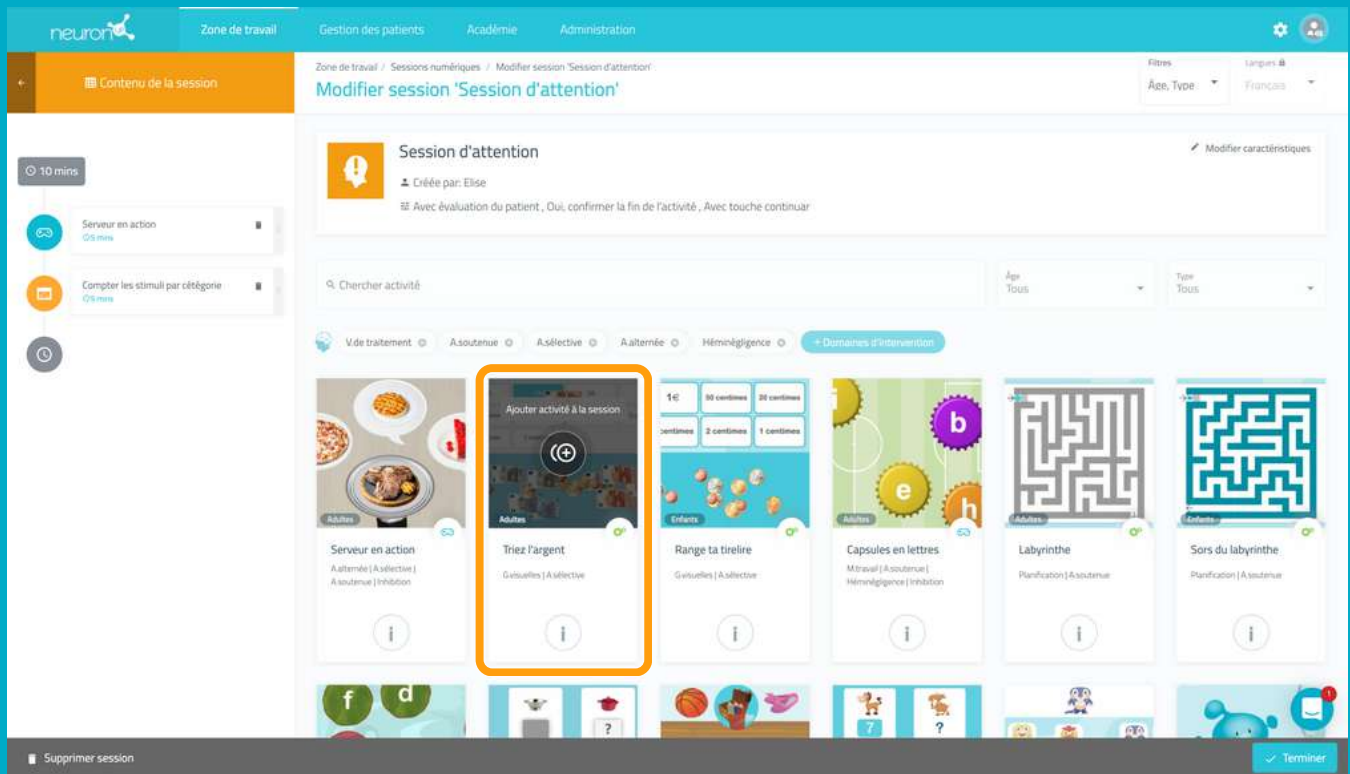 neuron
Zone de travail
Gestion des patients
Académie
Administration
Contenu de la session
Zone de travail / Sessions numériques / Modifier session 'Session d'attention'
Modifier session 'Session d'attention'
Filtres
Âge, Type
Langues
Français
10 mins
Serveur en action
5 mins
Compter les stimuli par cétégorie
5 mins
Session d'attention
Créée par: Elise
Avec évaluation du patient , Oui, confirmer la fin de l'activité , Avec touche continuar
Modifier caractéristiques
Chercher activité
Âge
Tous
Type
Tous
V.de traitement
A.soutenue
A.sélective
A.alternée
Héminégligence
+ Domaines d'intervention
Adultes
Serveur en action
A.alternée | A.sélective |
A.soutenue | Inhibition
i
Ajouter activité à la session
Adultes
Triez l'argent
G.visuelles | A.sélective
i
1€
50 centimes
20 centimes
centimes
2 centimes
1 centimes
Enfants
Range ta tirelire
G.visuelles | A.sélective
i
b
e
h
Adultes
Capsules en lettres
M.travail | A.soutenue |
Héminégligence | Inhibition
i
Adultes
Labyrinthe
Planification | A.soutenue
i
Enfants
Sors du labyrinthe
Planification | A.soutenue
i
f
d
?
7
?
1
Supprimer session
Terminer